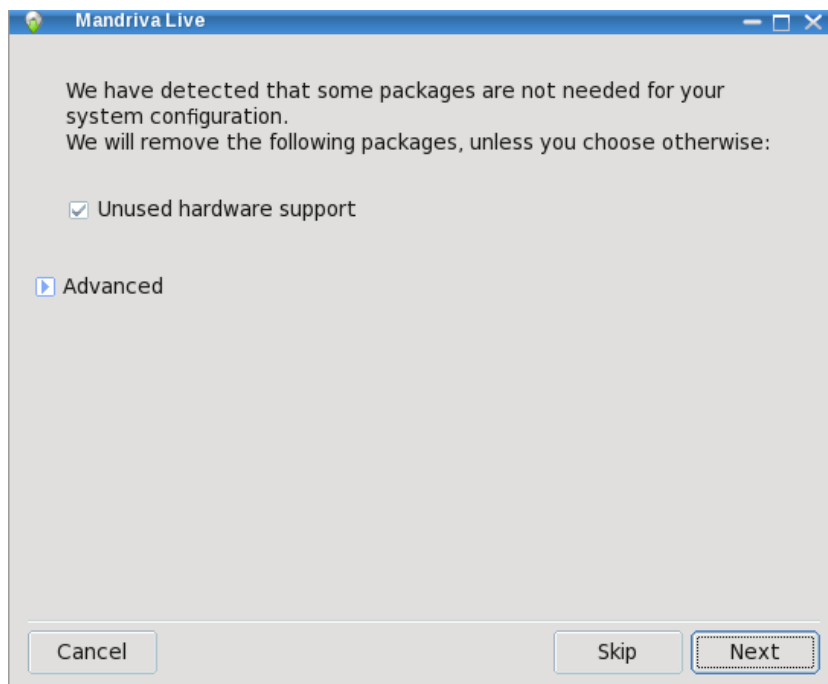 Mandriva Live
We have detected that some packages are not needed for your
system configuration.
We will remove the following packages, unless you choose otherwise:
Unused hardware support
Advanced
Cancel
Skip
Next